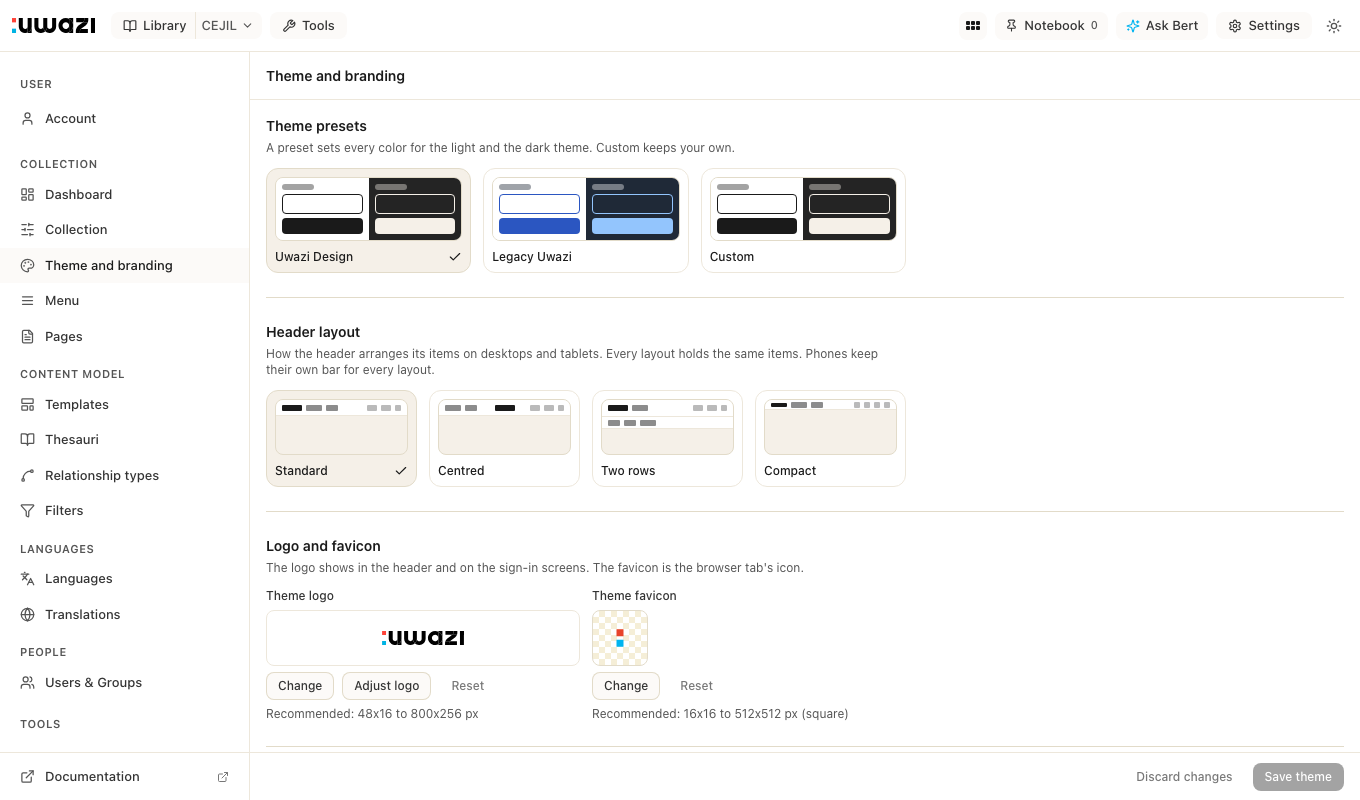 uwazi
Library
CEJIL
Tools
Notebook 0
Ask Bert
Settings
USER
Account
COLLECTION
Dashboard
Collection
Theme and branding
Menu
Pages
CONTENT MODEL
Templates
Thesauri
Relationship types
Filters
LANGUAGES
Languages
Translations
PEOPLE
Users & Groups
TOOLS
Documentation
Theme and branding
Theme presets
A preset sets every color for the light and the dark theme. Custom keeps your own.
Uwazi Design
Legacy Uwazi
Custom
Header layout
How the header arranges its items on desktops and tablets. Every layout holds the same items. Phones keep
their own bar for every layout.
Standard
Centred
Two rows
Compact
Logo and favicon
The logo shows in the header and on the sign-in screens. The favicon is the browser tab's icon.
Theme logo
Theme favicon
uwazi
Change
Adjust logo
Reset
Change
Reset
Recommended: 48x16 to 800x256 px
Recommended: 16x16 to 512x512 px (square)
Discard changes
Save theme